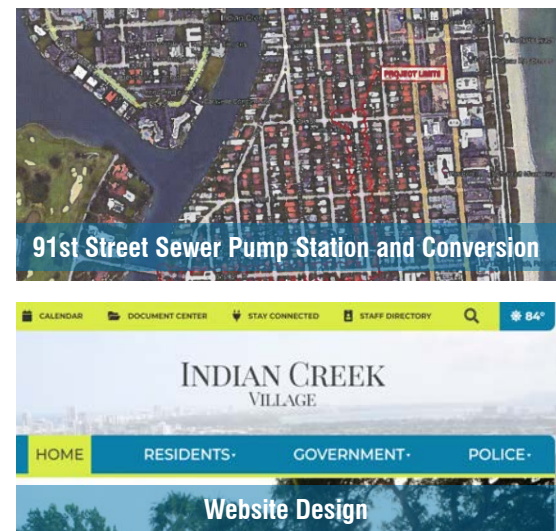 PROJECT LIMITS
91st Street Sewer Pump Station and Conversion
CALENDAR
DOCUMENT CENTER
STAY CONNECTED
STAFF DIRECTORY
84°
INDIAN CREEK
VILLAGE
HOME
RESIDENTS
GOVERNMENT
POLICE
Website Design